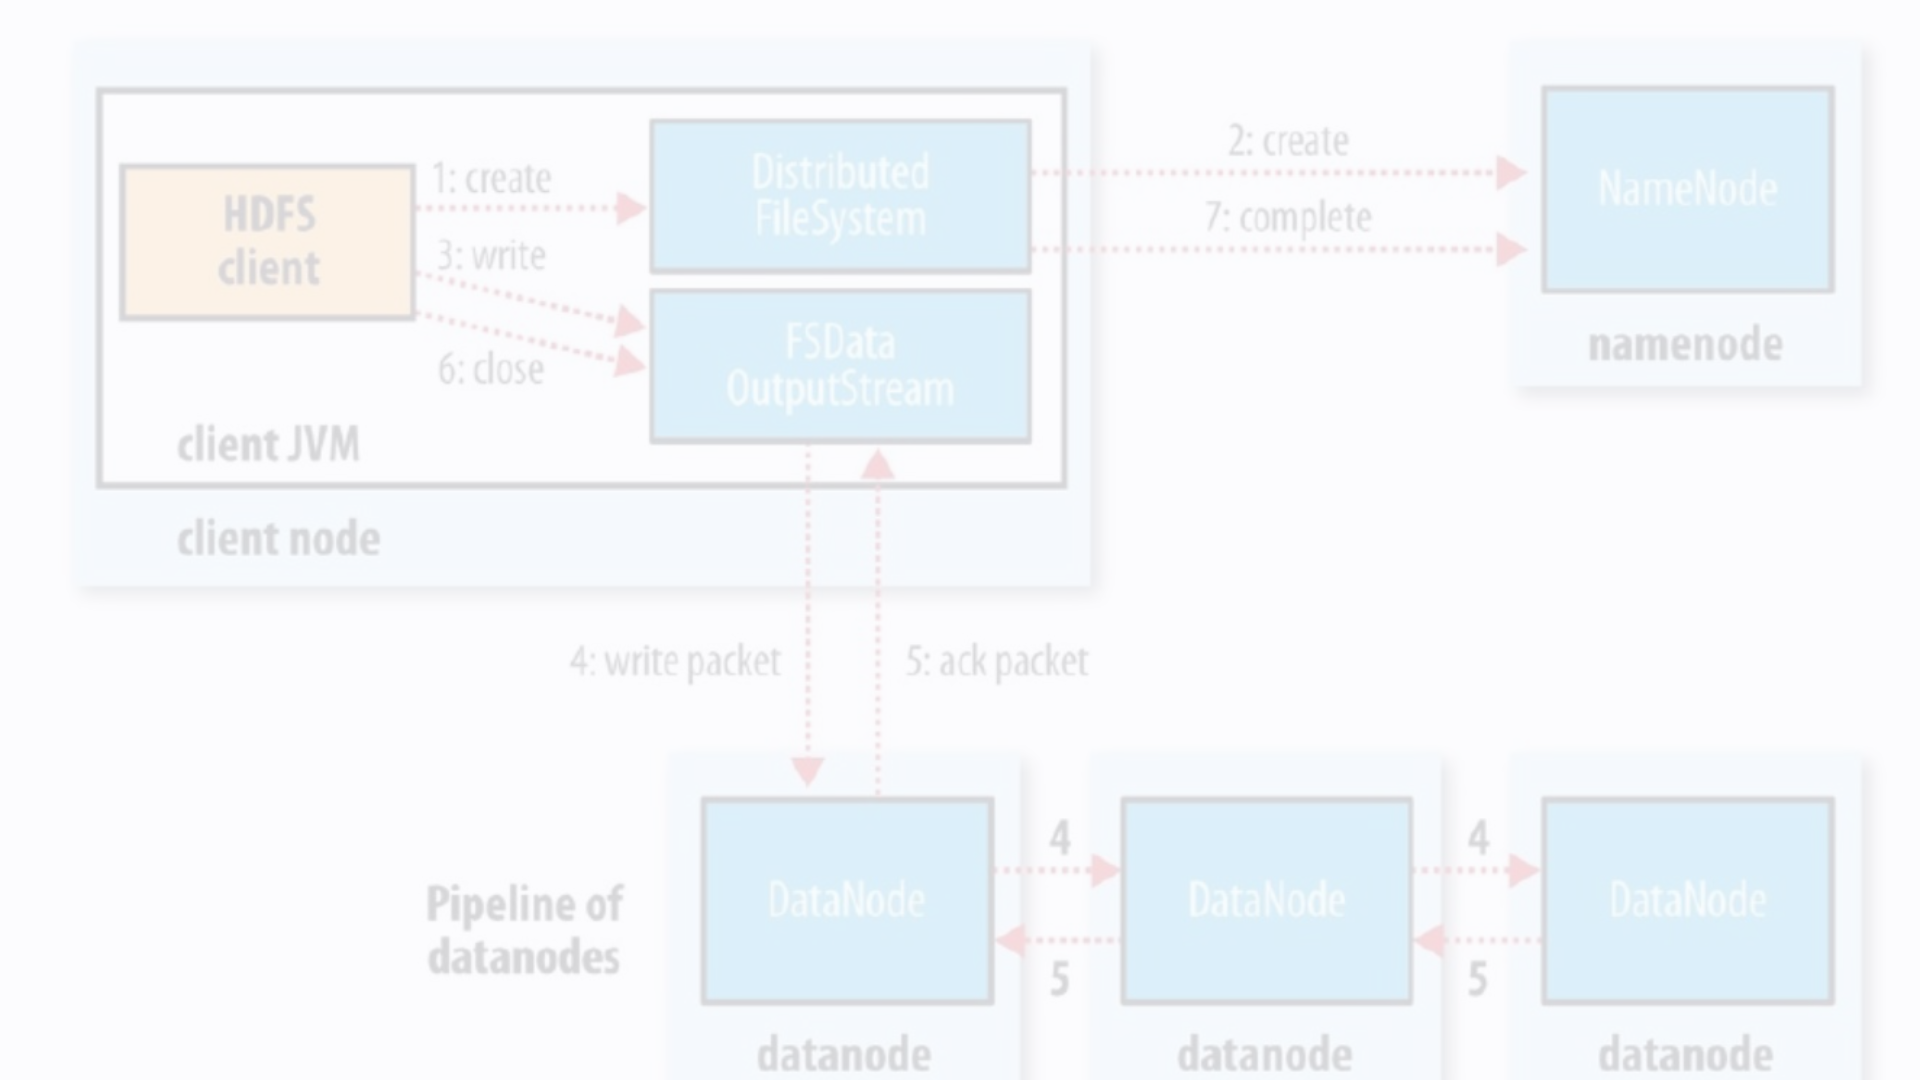 1: create
Distributed
FileSystem
2: create
NameNode
HDFS
client
7: complete
3: write
FSData
OutputStream
6: close
namenode
client JVM
client node
4: write packet
5: ack packet
4
4
Pipeline of
datanodes
DataNode
DataNode
DataNode
5
5
datanode
datanode
datanode